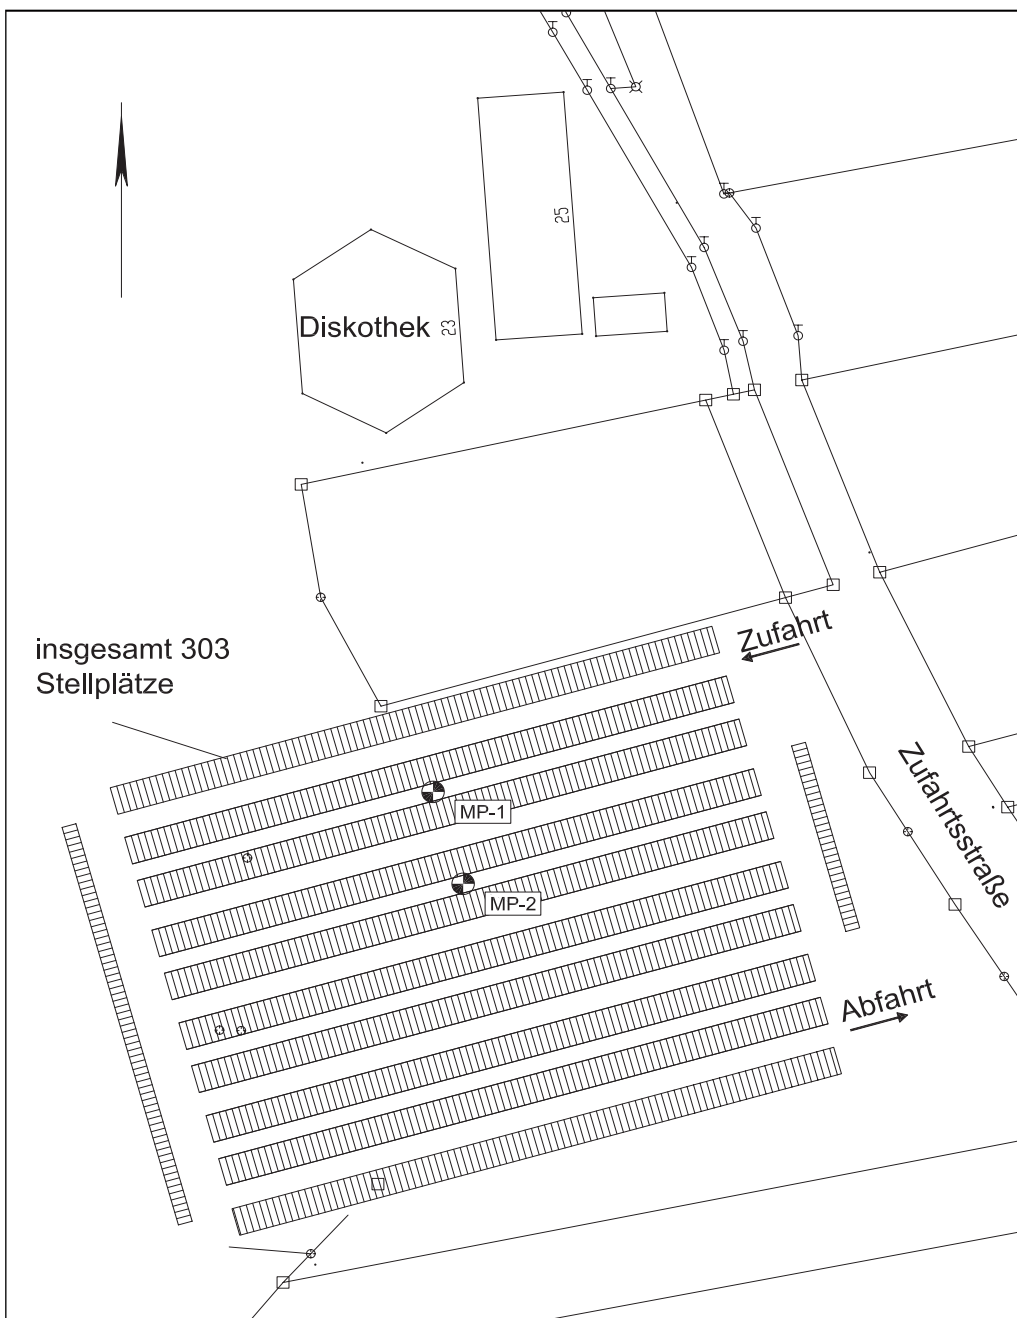 25
Diskothek
23
insgesamt 303
Stellplätze
Zufahrt
Zufahrtsstraße
MP-1
MP-2
Abfahrt